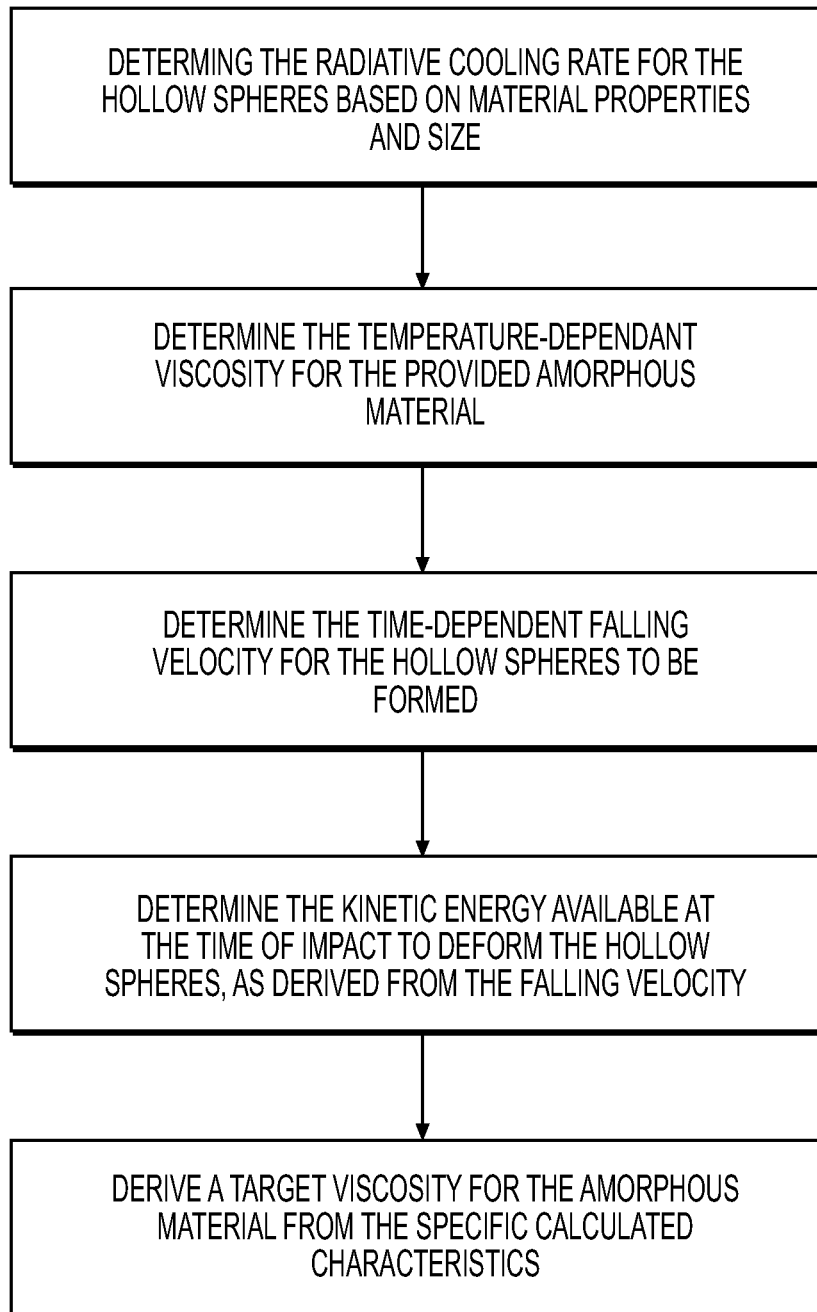 DETERMING THE RADIATIVE COOLING RATE FOR THE
HOLLOW SPHERES BASED ON MATERIAL PROPERTIES
AND SIZE
DETERMINE THE TEMPERATURE-DEPENDANT
VISCOSITY FOR THE PROVIDED AMORPHOUS
MATERIAL
DETERMINE THE TIME-DEPENDENT FALLING
VELOCITY FOR THE HOLLOW SPHERES TO BE
FORMED
DETERMINE THE KINETIC ENERGY AVAILABLE AT
THE TIME OF IMPACT TO DEFORM THE HOLLOW
SPHERES, AS DERIVED FROM THE FALLING VELOCITY
DERIVE A TARGET VISCOSITY FOR THE AMORPHOUS
MATERIAL FROM THE SPECIFIC CALCULATED
CHARACTERISTICS